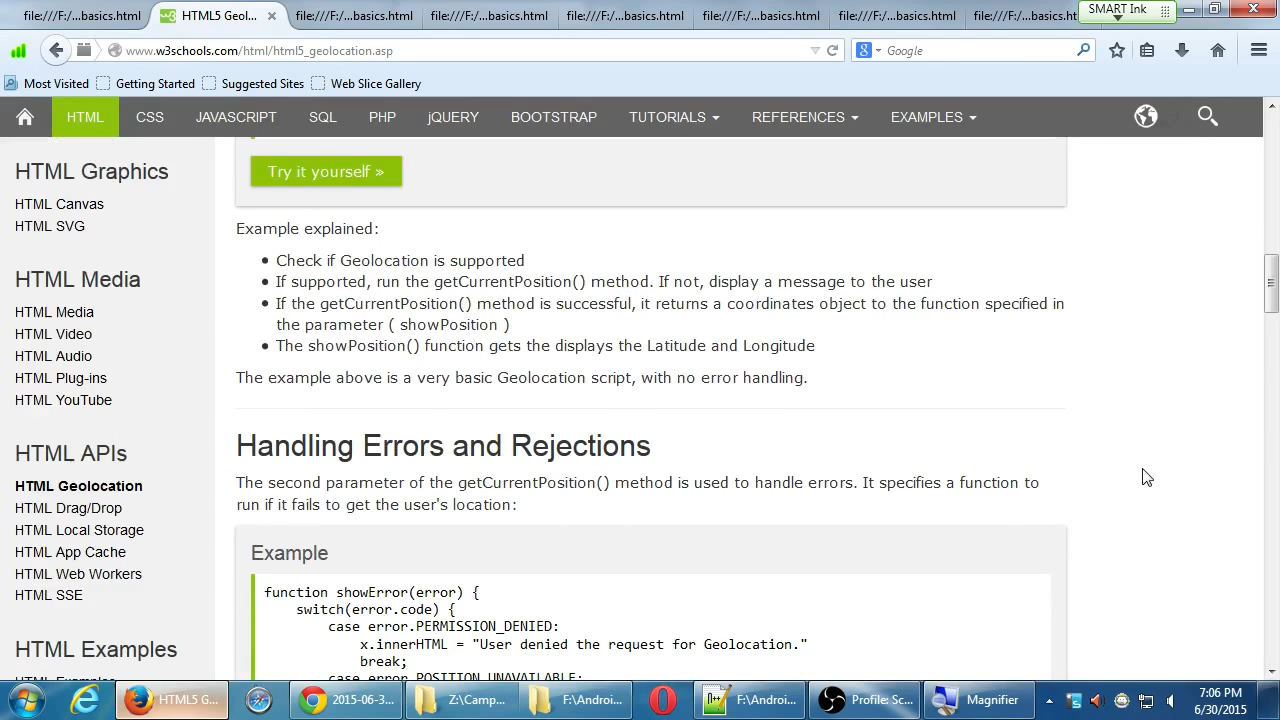 file:///F:/...basics.html
HTML5 Geol...
file:///F:/...basics.html
file:///F:/...basics.html
file:///F:/...basics.html
file:///F:/...basics.html
file:///F:/...basics.html
file:///F:/...basics.html
SMART Ink
www.w3schools.com/html/html5_geolocation.asp
Google
Most Visited
Getting Started
Suggested Sites
Web Slice Gallery
HTML
CSS
JAVASCRIPT
SQL
PHP
jQUERY
BOOTSTRAP
TUTORIALS
REFERENCES
EXAMPLES
HTML Graphics
HTML Canvas
HTML SVG
HTML Media
HTML Media
HTML Video
HTML Audio
HTML Plug-ins
HTML YouTube
HTML APIs
HTML Geolocation
HTML Drag/Drop
HTML Local Storage
HTML App Cache
HTML Web Workers
HTML SSE
HTML Examples
HTML Examples
Try it yourself »
Example explained:
Check if Geolocation is supported
If supported, run the getCurrentPosition() method. If not, display a message to the user
If the getCurrentPosition() method is successful, it returns a coordinates object to the function specified in
the parameter ( showPosition )
The showPosition() function gets the displays the Latitude and Longitude
The example above is a very basic Geolocation script, with no error handling.
Handling Errors and Rejections
The second parameter of the getCurrentPosition() method is used to handle errors. It specifies a function to
run if it fails to get the user's location:
Example
function showError(error) {
switch(error.code) {
case error.PERMISSION_DENIED:
x.innerHTML = "User denied the request for Geolocation."
break;
case error.POSITION_UNAVAILABLE:
HTML5 G...
2015-06-3...
Z:\Camp...
F:\Androi...
F:\Androi...
Profile: Sc...
Magnifier
7:06 PM
6/30/2015